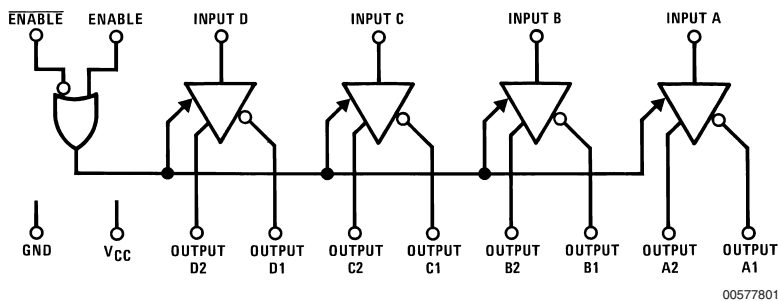 ENABLE ENABLE INPUT D INPUT C INPUT B INPUT A
GND VCC OUTPUT D2 OUTPUT D1 OUTPUT C2 OUTPUT C1 OUTPUT B2 OUTPUT B1 OUTPUT A2 OUTPUT A1
00577801